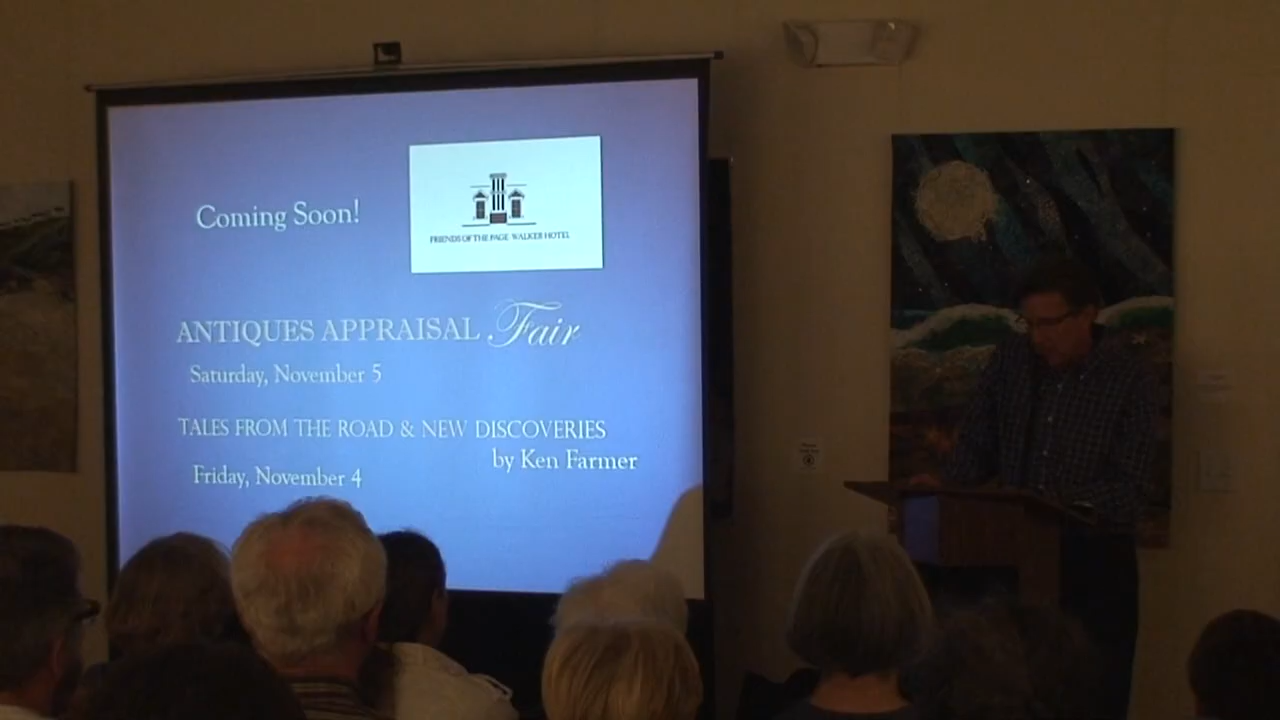 Coming Soon!
FRIENDS OF THE PAGE-WALKER HOTEL
ANTIQUES APPRAISAL Fair
Saturday, November 5
TALES FROM THE ROAD & NEW DISCOVERIES
by Ken Farmer
Friday, November 4